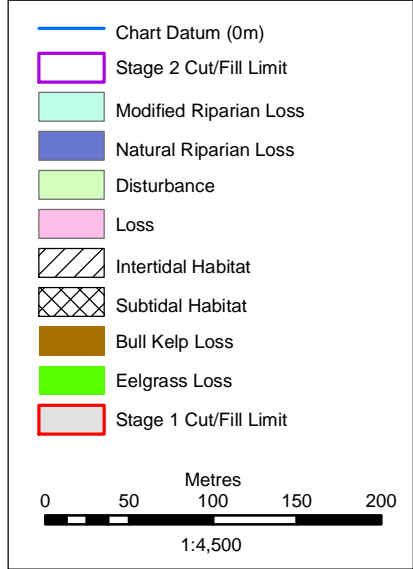 Chart Datum (0m)
Stage 2 Cut/Fill Limit
Modified Riparian Loss
Natural Riparian Loss
Disturbance
Loss
Intertidal Habitat
Subtidal Habitat
Bull Kelp Loss
Eelgrass Loss
Stage 1 Cut/Fill Limit
Metres
0 50 100 150 200
1:4,500